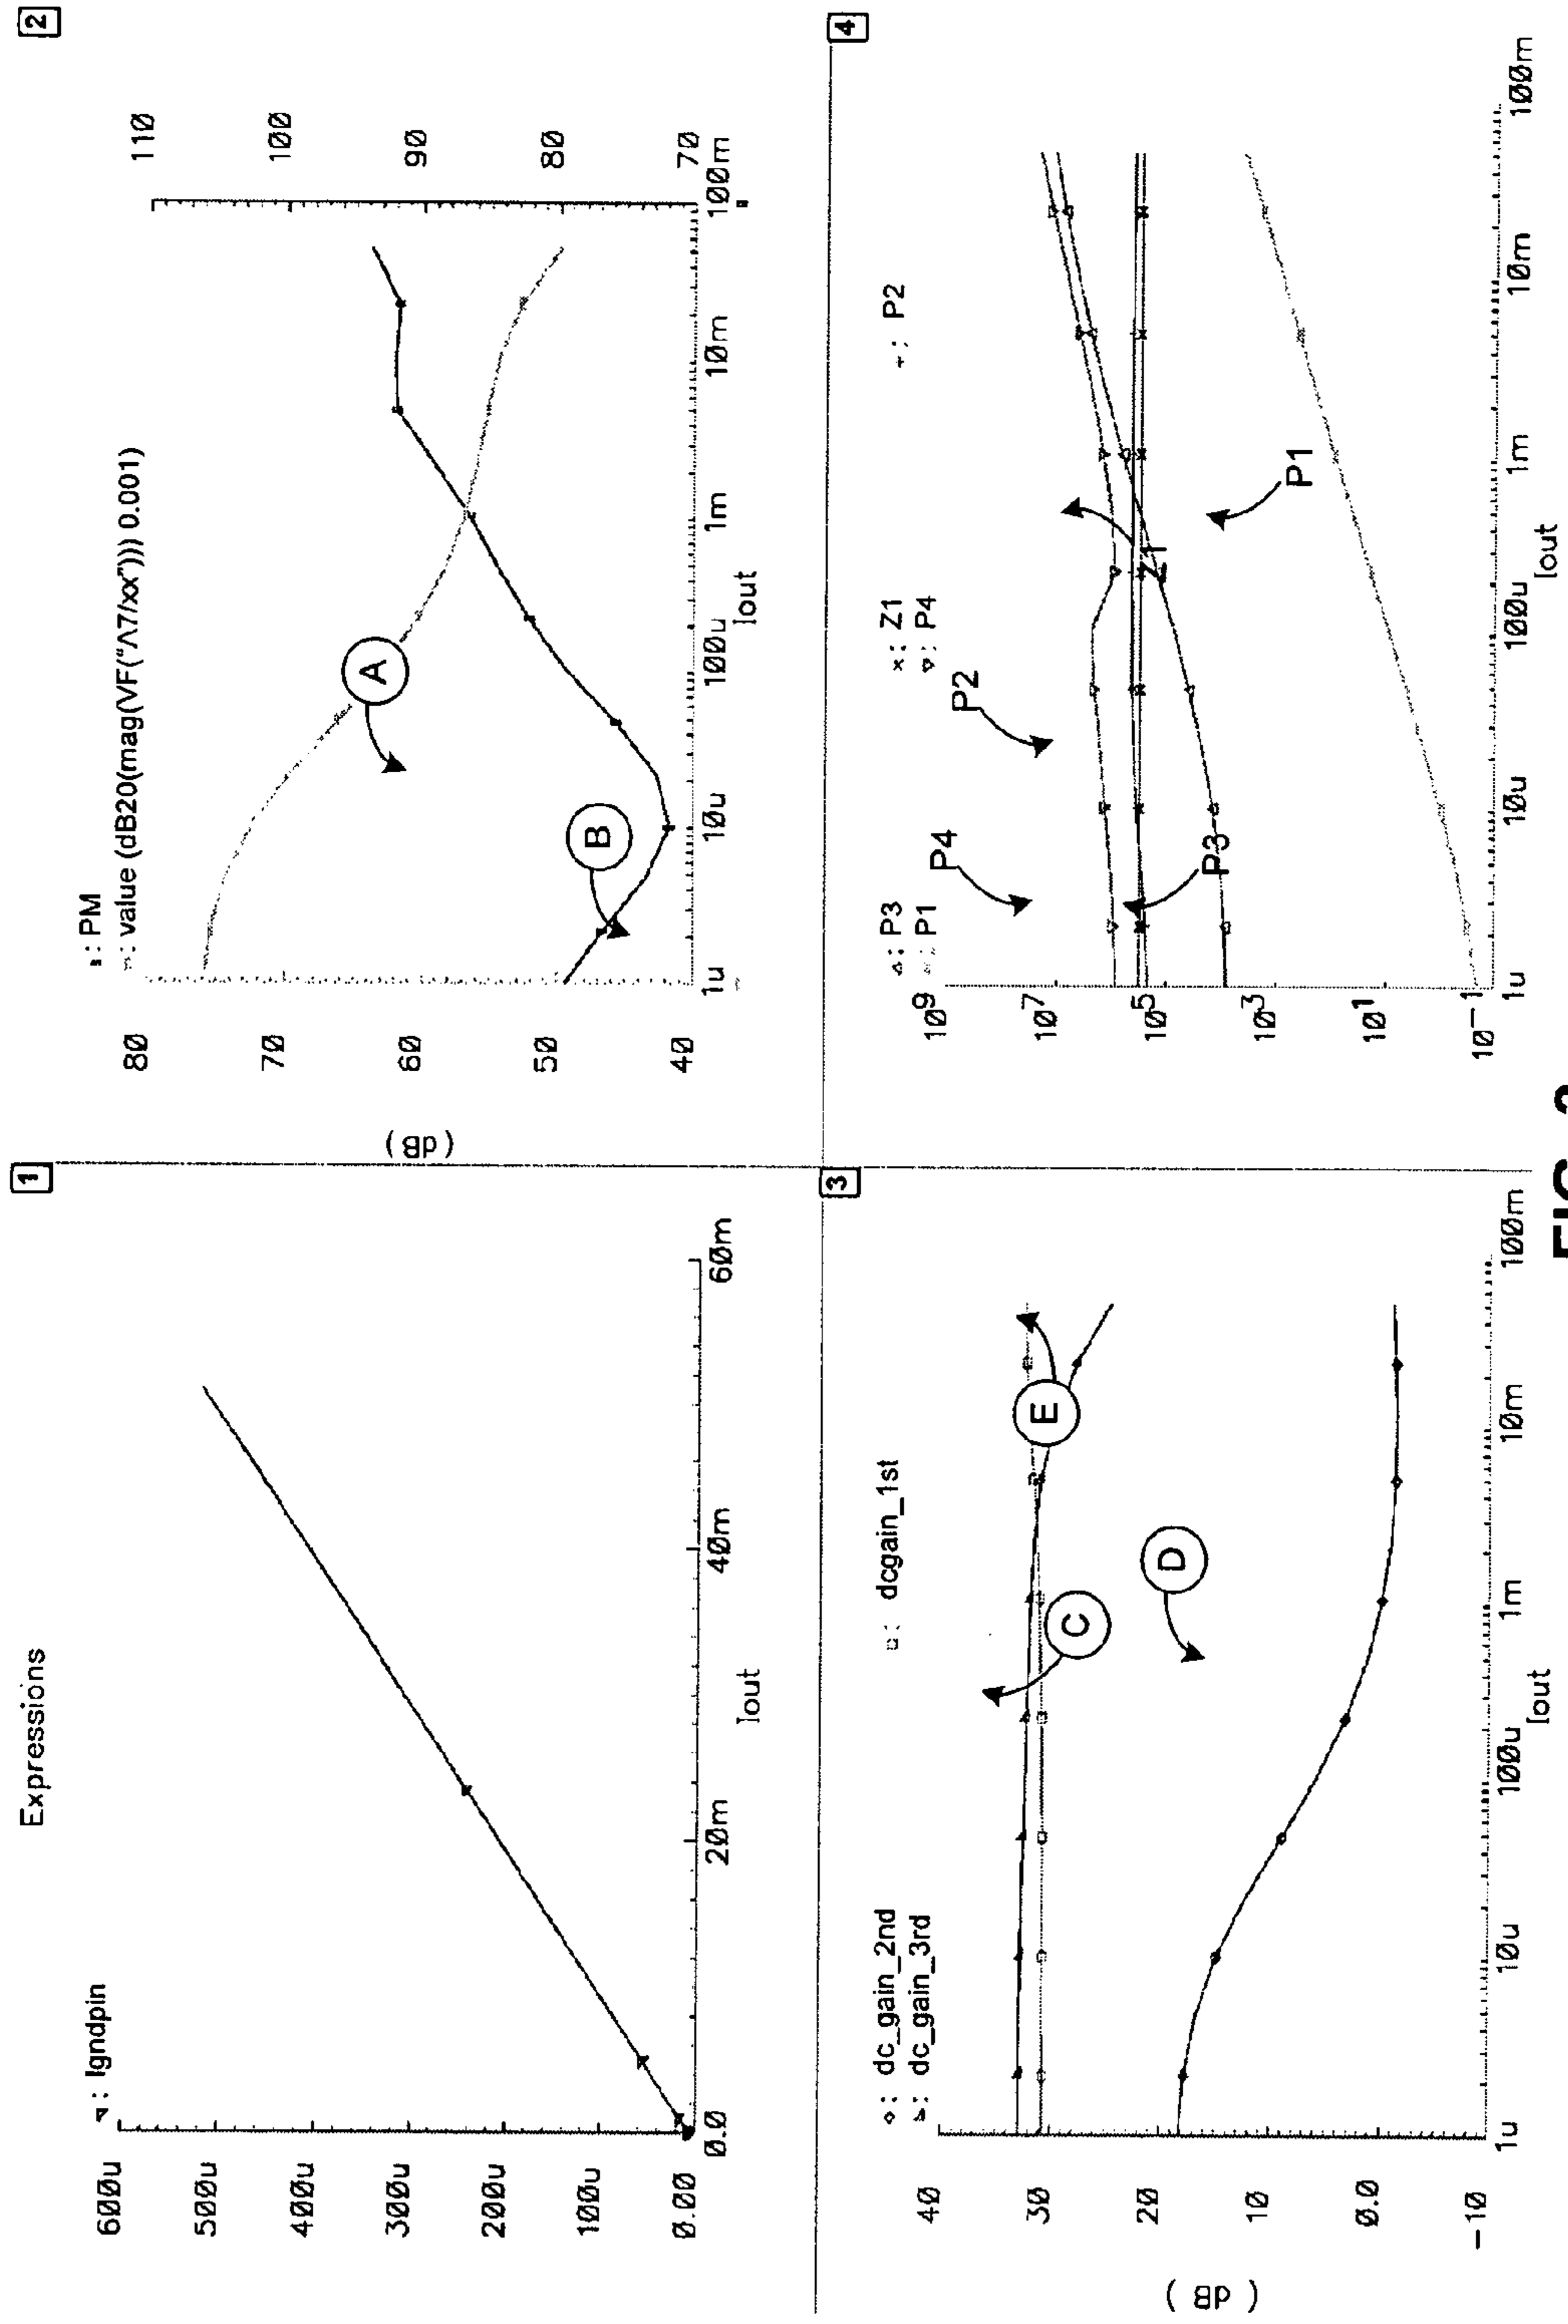 Expressions
1
▿: Igndpin
600u
500u
400u
300u
200u
100u
0.00
0.0
20m
40m
60m
Iout
2
: PM
: value (dB20(mag(VF("/\7/xx"))) 0.001)
(dB)
80
70
60
50
40
110
100
90
80
70
A
B
1u
10u
100u
1m
10m
100m
Iout
3
◇: dc_gain_2nd
□: dcgain_1st
▵: dc_gain_3rd
(dB)
40
30
20
10
0.0
-10
C
D
E
1u
10u
100u
1m
10m
100m
Iout
4
▵: P3
×: Z1
+: P2
: P1
▿: P4
10^9
10^7
10^5
10^3
10^1
10^-1
P4
P2
P3
Z1
P1
1u
10u
100u
1m
10m
100m
Iout